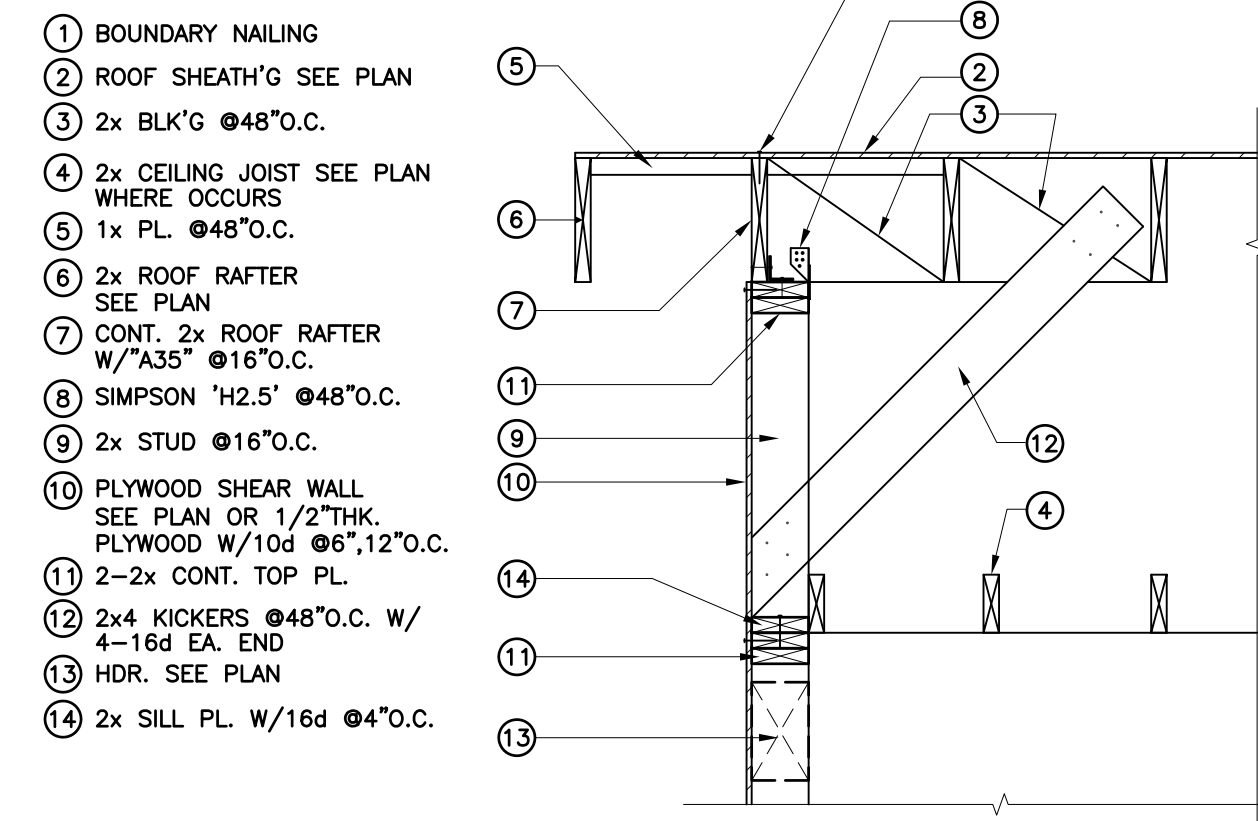 1 BOUNDARY NAILING
2 ROOF SHEATH'G SEE PLAN
3 2x BLK'G @48"O.C.
4 2x CEILING JOIST SEE PLAN
WHERE OCCURS
5 1x PL. @48"O.C.
6 2x ROOF RAFTER
SEE PLAN
7 CONT. 2x ROOF RAFTER
W/"A35" @16"O.C.
8 SIMPSON 'H2.5' @48"O.C.
9 2x STUD @16"O.C.
10 PLYWOOD SHEAR WALL
SEE PLAN OR 1/2"THK.
PLYWOOD W/10d @6",12"O.C.
11 2-2x CONT. TOP PL.
12 2x4 KICKERS @48"O.C. W/
4-16d EA. END
13 HDR. SEE PLAN
14 2x SILL PL. W/16d @4"O.C.
8
5
2
3
6
7
11
9
12
10
4
14
11
13